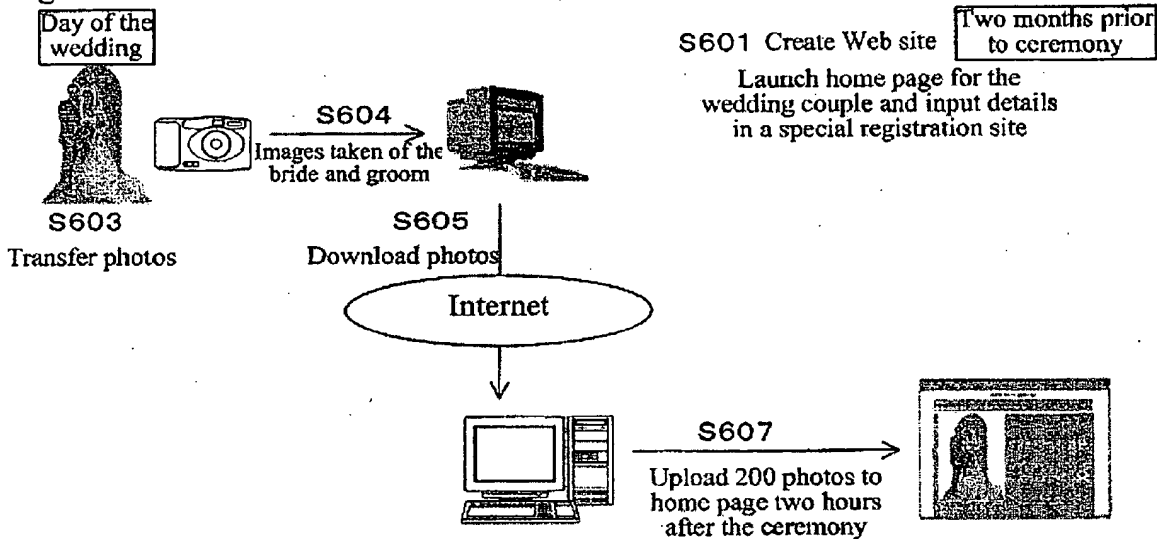 Day of the
wedding
S601 Create Web site
Two months prior
to ceremony
Launch home page for the
wedding couple and input details
in a special registration site
S604
Images taken of the
bride and groom
S603
Transfer photos
S605
Download photos
Internet
S607
Upload 200 photos to
home page two hours
after the ceremony